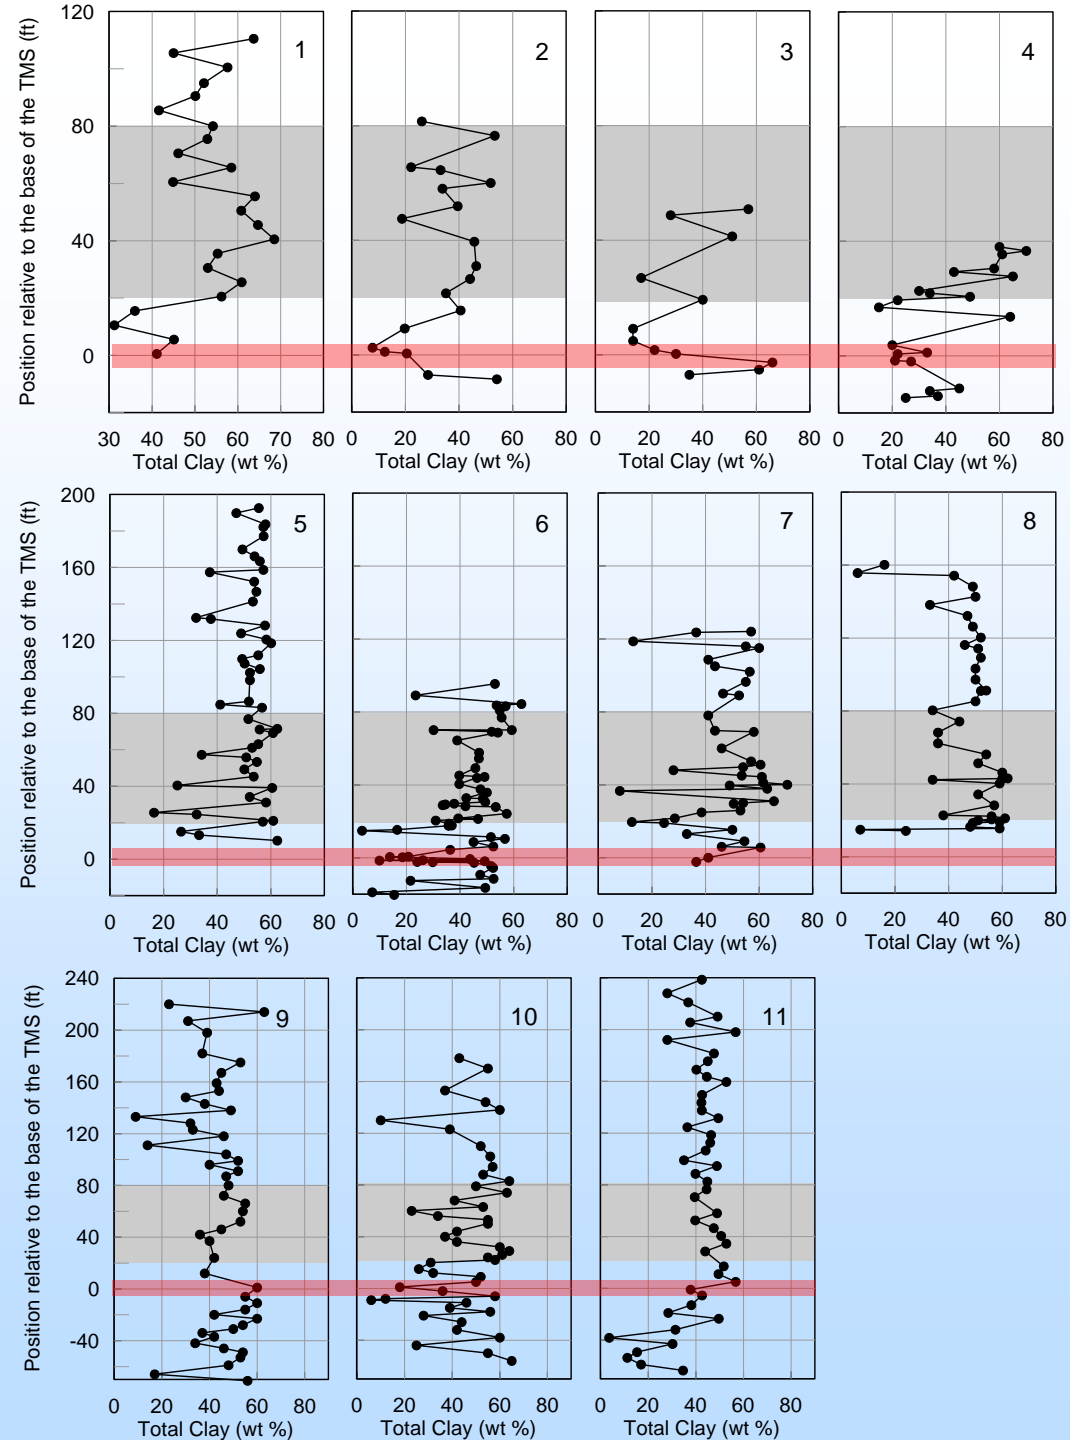 Position relative to the base of the TMS (ft)
120
80
40
0
1
2
3
4
30 40 50 60 70 80
0 20 40 60 80
0 20 40 60 80
0 20 40 60 80
Total Clay (wt %)
Total Clay (wt %)
Total Clay (wt %)
Total Clay (wt %)
Position relative to the base of the TMS (ft)
200
160
120
80
40
0
5
6
7
8
0 20 40 60 80
0 20 40 60 80
0 20 40 60 80
0 20 40 60 80
Total Clay (wt %)
Total Clay (wt %)
Total Clay (wt %)
Total Clay (wt %)
Position relative to the base of the TMS (ft)
240
200
160
120
80
40
0
-40
9
10
11
0 20 40 60 80
0 20 40 60 80
0 20 40 60 80
Total Clay (wt %)
Total Clay (wt %)
Total Clay (wt %)